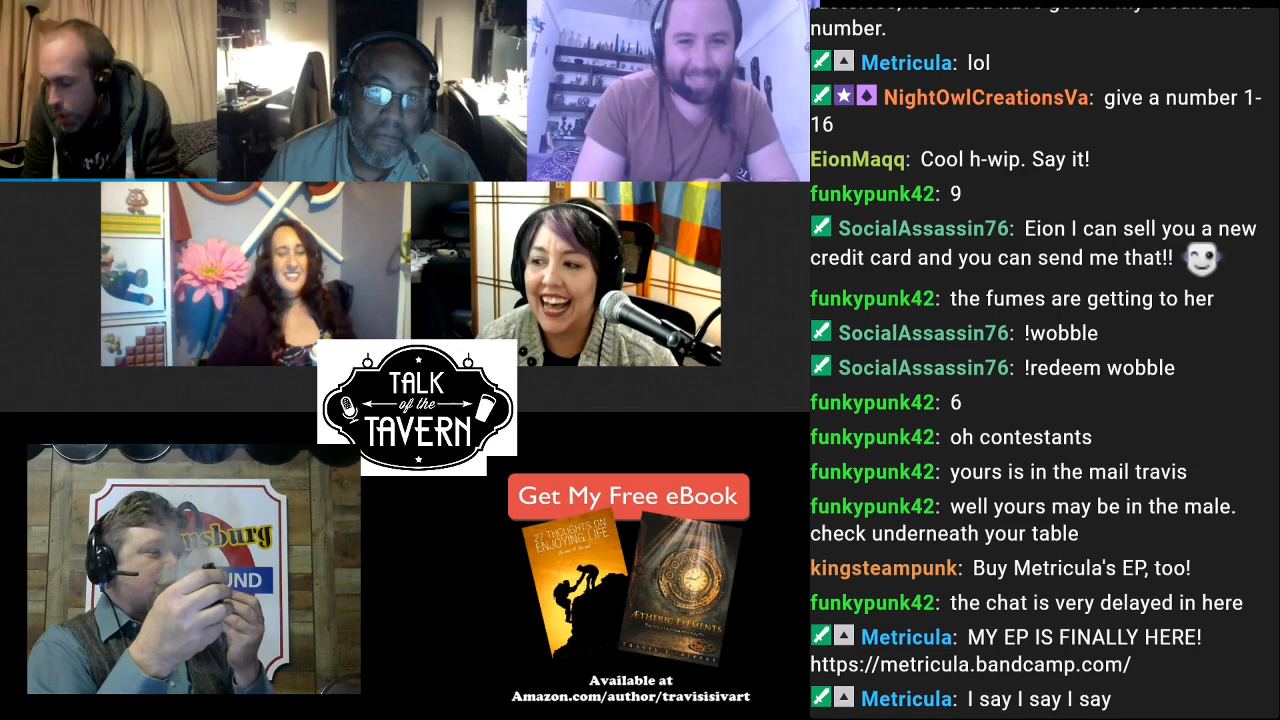 TALK
of the
TAVERN
nsburg
UND
Get My Free eBook
27 THOUGHTS ON
ENJOYING LIFE
ÆTHERIC ELEMENTS
Available at
Amazon.com/author/travisisivart
number.
Metricula: lol
NightOwlCreationsVa: give a number 1-
16
EionMaqq: Cool h-wip. Say it!
funkypunk42: 9
SocialAssassin76: Eion I can sell you a new
credit card and you can send me that!!
funkypunk42: the fumes are getting to her
SocialAssassin76: !wobble
SocialAssassin76: !redeem wobble
funkypunk42: 6
funkypunk42: oh contestants
funkypunk42: yours is in the mail travis
funkypunk42: well yours may be in the male.
check underneath your table
kingsteampunk: Buy Metricula's EP, too!
funkypunk42: the chat is very delayed in here
Metricula: MY EP IS FINALLY HERE!
https://metricula.bandcamp.com/
Metricula: I say I say I say